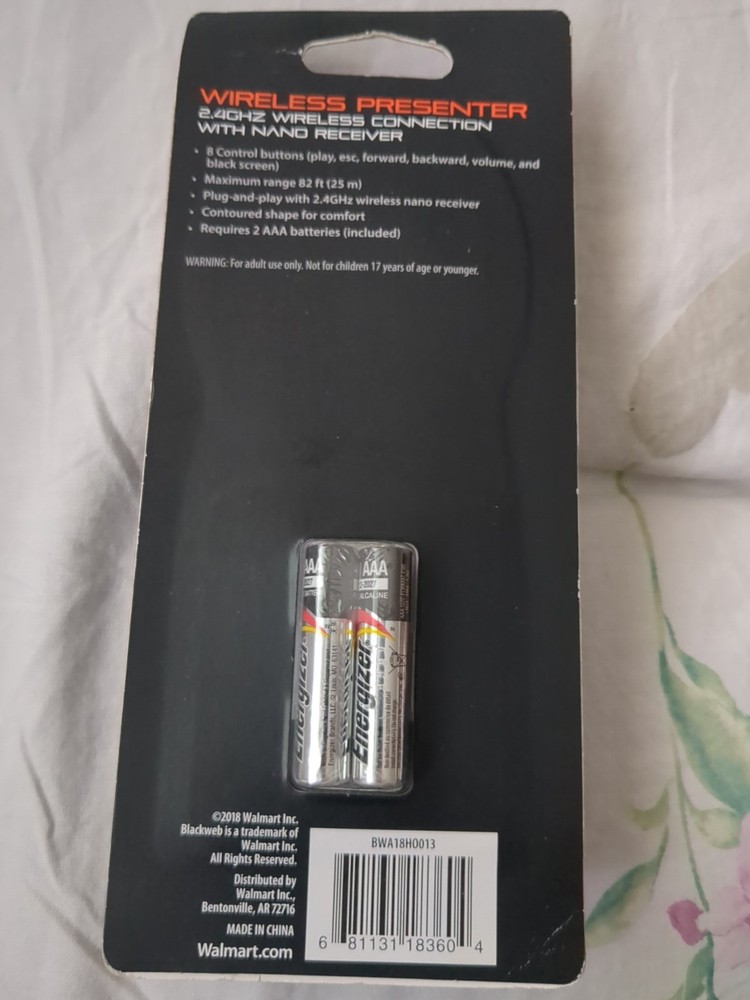 WIRELESS PRESENTER
2.4GHZ WIRELESS CONNECTION
WITH NANO RECEIVER
• 8 Control buttons (play, esc, forward, backward, volume, and
black screen)
• Maximum range 82 ft (25 m)
• Plug-and-play with 2.4GHz wireless nano receiver
• Contoured shape for comfort
• Requires 2 AAA batteries (included)
WARNING: For adult use only. Not for children 17 years of age or younger.
AAA
AAA
ALCALINE
Energizer
Energizer
©2018 Walmart Inc.
Blackweb is a trademark of
Walmart Inc.
All Rights Reserved.
Distributed by
Walmart Inc.,
Bentonville, AR 72716
MADE IN CHINA
Walmart.com
BWA18HO013
6 81131 18360 4